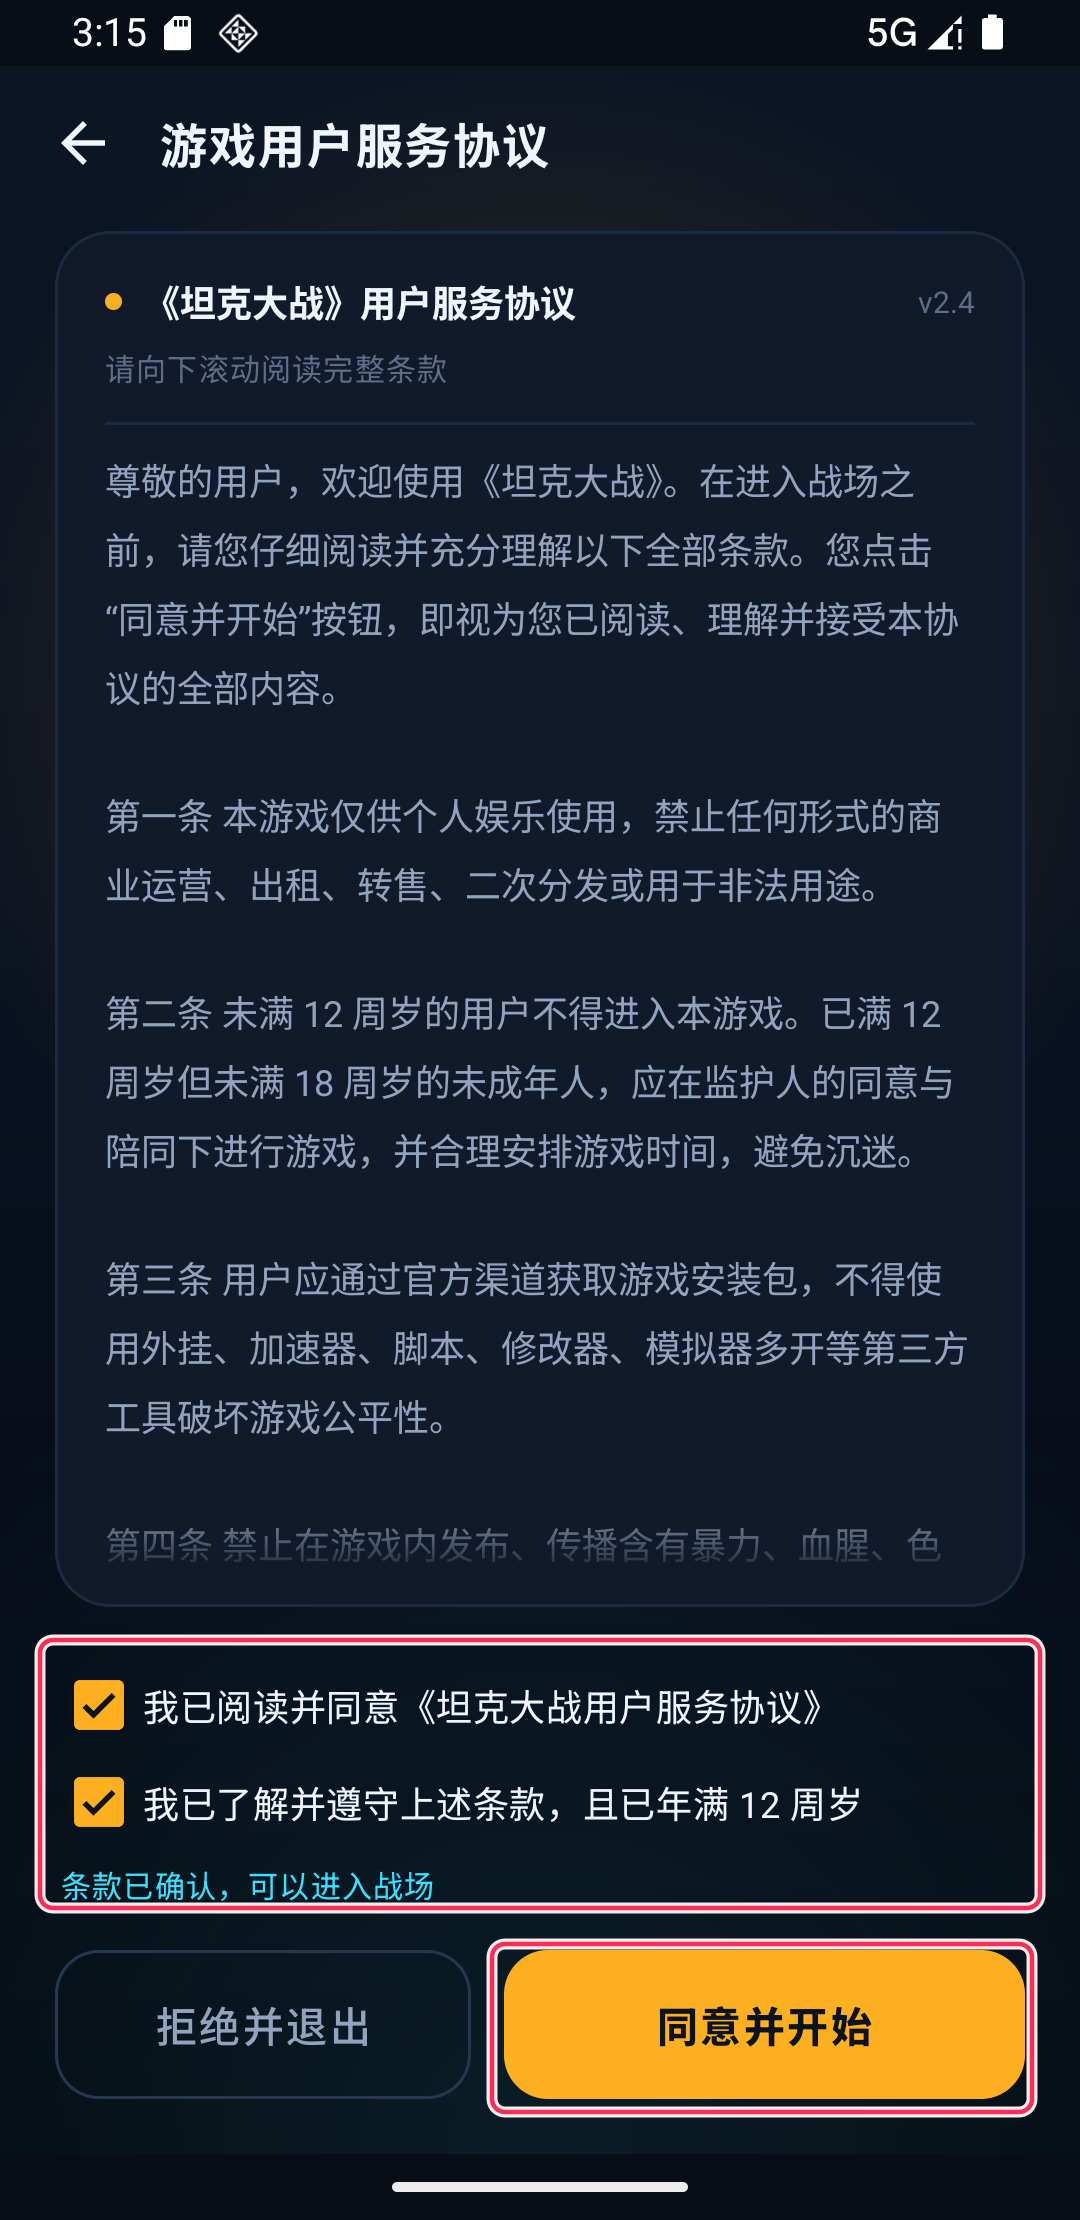 3:15
5G
游戏用户服务协议
《坦克大战》用户服务协议
v2.4
请向下滚动阅读完整条款
尊敬的用户，欢迎使用《坦克大战》。在进入战场之
前，请您仔细阅读并充分理解以下全部条款。您点击
“同意并开始”按钮，即视为您已阅读、理解并接受本协
议的全部内容。
第一条 本游戏仅供个人娱乐使用，禁止任何形式的商
业运营、出租、转售、二次分发或用于非法用途。
第二条 未满 12 周岁的用户不得进入本游戏。已满 12
周岁但未满 18 周岁的未成年人，应在监护人的同意与
陪同下进行游戏，并合理安排游戏时间，避免沉迷。
第三条 用户应通过官方渠道获取游戏安装包，不得使
用外挂、加速器、脚本、修改器、模拟器多开等第三方
工具破坏游戏公平性。
第四条 禁止在游戏内发布、传播含有暴力、血腥、色
我已阅读并同意《坦克大战用户服务协议》
我已了解并遵守上述条款，且已年满 12 周岁
条款已确认，可以进入战场
拒绝并退出
同意并开始